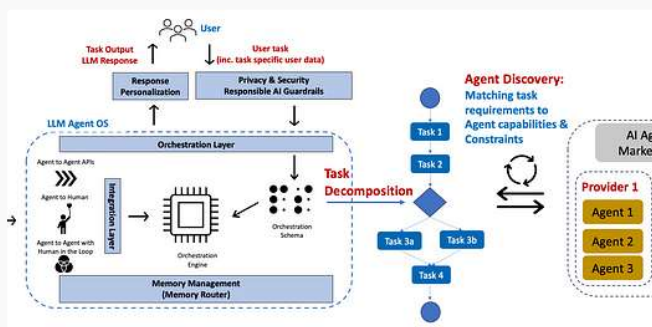 User
Task Output
LLM Response
User task
(inc. task specific user data)
Response
Personalization
Privacy & Security
Responsible AI Guardrails
LLM Agent OS
Orchestration Layer
Agent to Agent APIs
Agent to Human
Agent to Agent with
Human in the Loop
Integration Layer
Orchestration
Engine
Orchestration
Schema
Memory Management
(Memory Router)
Task
Decomposition
Task 1
Task 2
Task 3a
Task 3b
Task 4
Agent Discovery:
Matching task
requirements to
Agent capabilities &
Constraints
AI Ag
Market
Provider 1
Agent 1
Agent 2
Agent 3